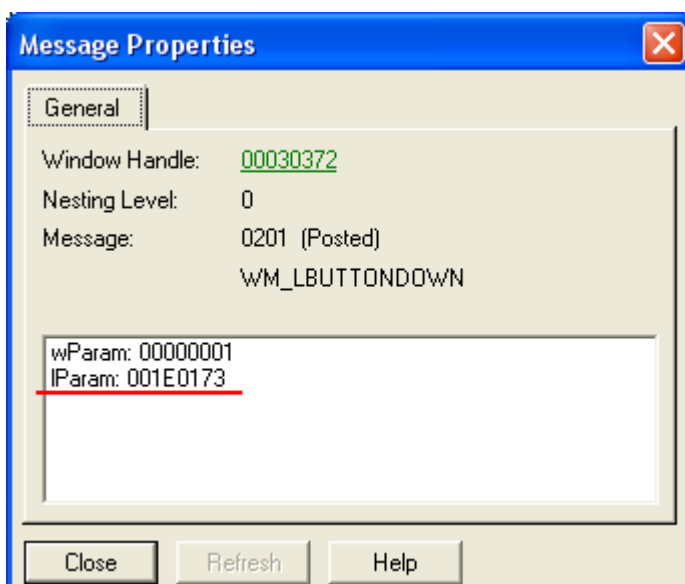 Message Properties
General
Window Handle: 00030372
Nesting Level: 0
Message: 0201 (Posted)
WM_LBUTTONDOWN
wParam: 00000001
lParam: 001E0173
Close Refresh Help